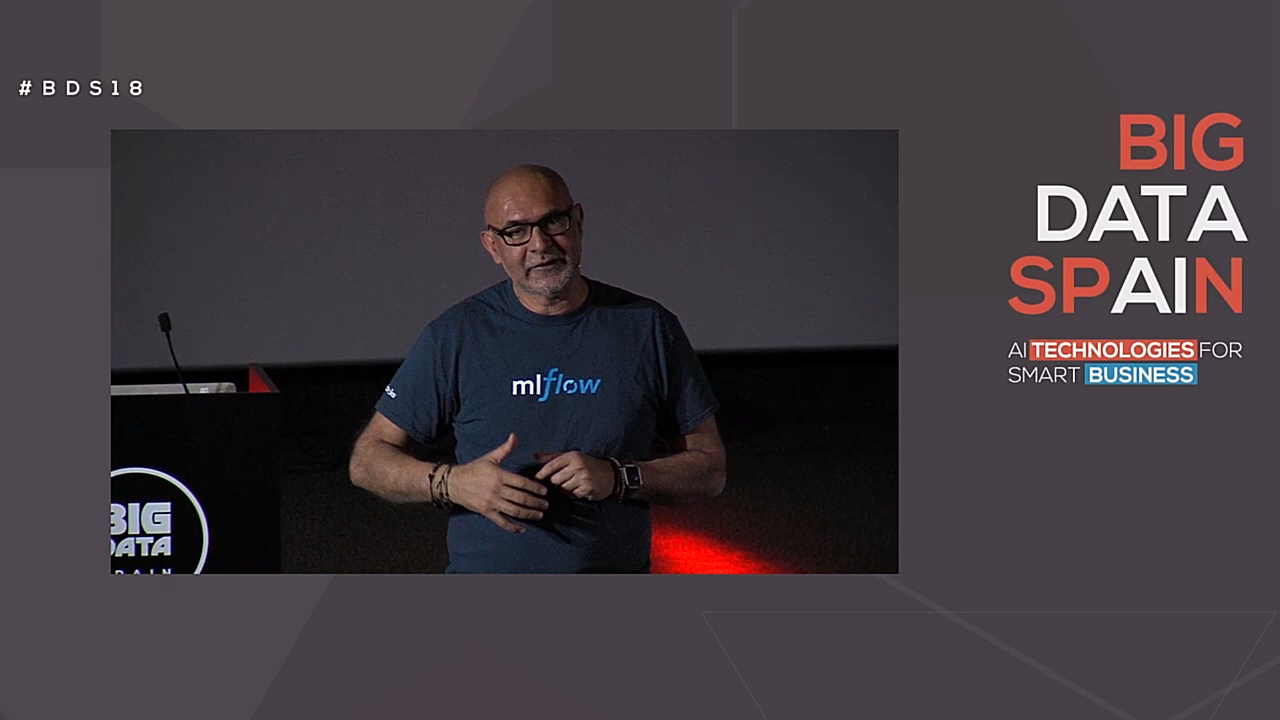 #BDS18
BIG
DATA
SPAIN
AI TECHNOLOGIES FOR
SMART BUSINESS
mlflow
BIG
DATA